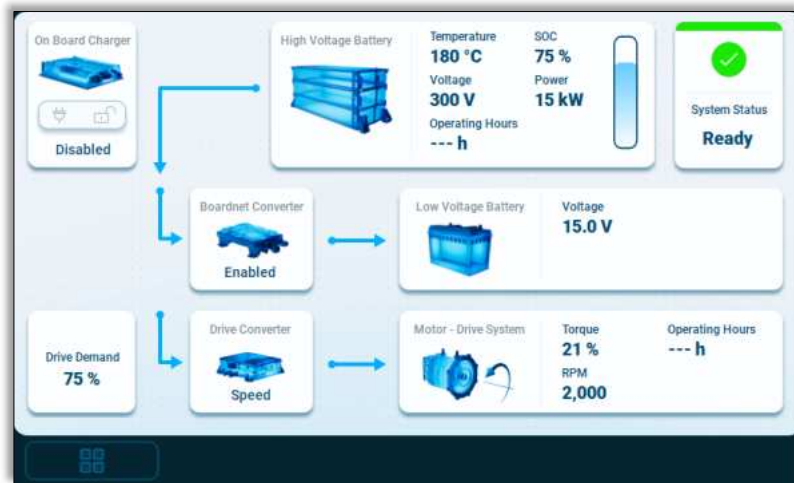 On Board Charger
Disabled
High Voltage Battery
Temperature
180 °C
SOC
75 %
Voltage
300 V
Power
15 kW
Operating Hours
--- h
System Status
Ready
Boardnet Converter
Enabled
Low Voltage Battery
Voltage
15.0 V
Drive Demand
75 %
Drive Converter
Speed
Motor - Drive System
Torque
21 %
Operating Hours
--- h
RPM
2,000